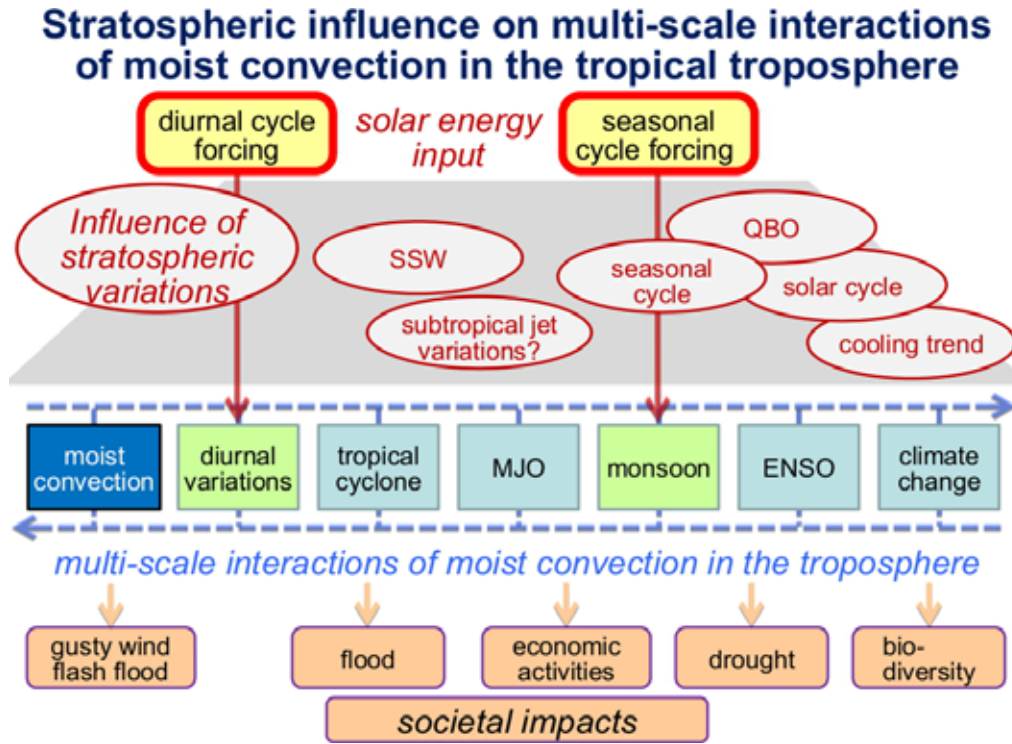 Stratospheric influence on multi-scale interactions
of moist convection in the tropical troposphere
diurnal cycle
forcing
solar energy
input
seasonal
cycle forcing
Influence of
stratospheric
variations
SSW
subtropical jet
variations?
seasonal
cycle
QBO
solar cycle
cooling trend
moist
convection
diurnal
variations
tropical
cyclone
MJO
monsoon
ENSO
climate
change
multi-scale interactions of moist convection in the troposphere
gusty wind
flash flood
flood
economic
activities
drought
bio-
diversity
societal impacts